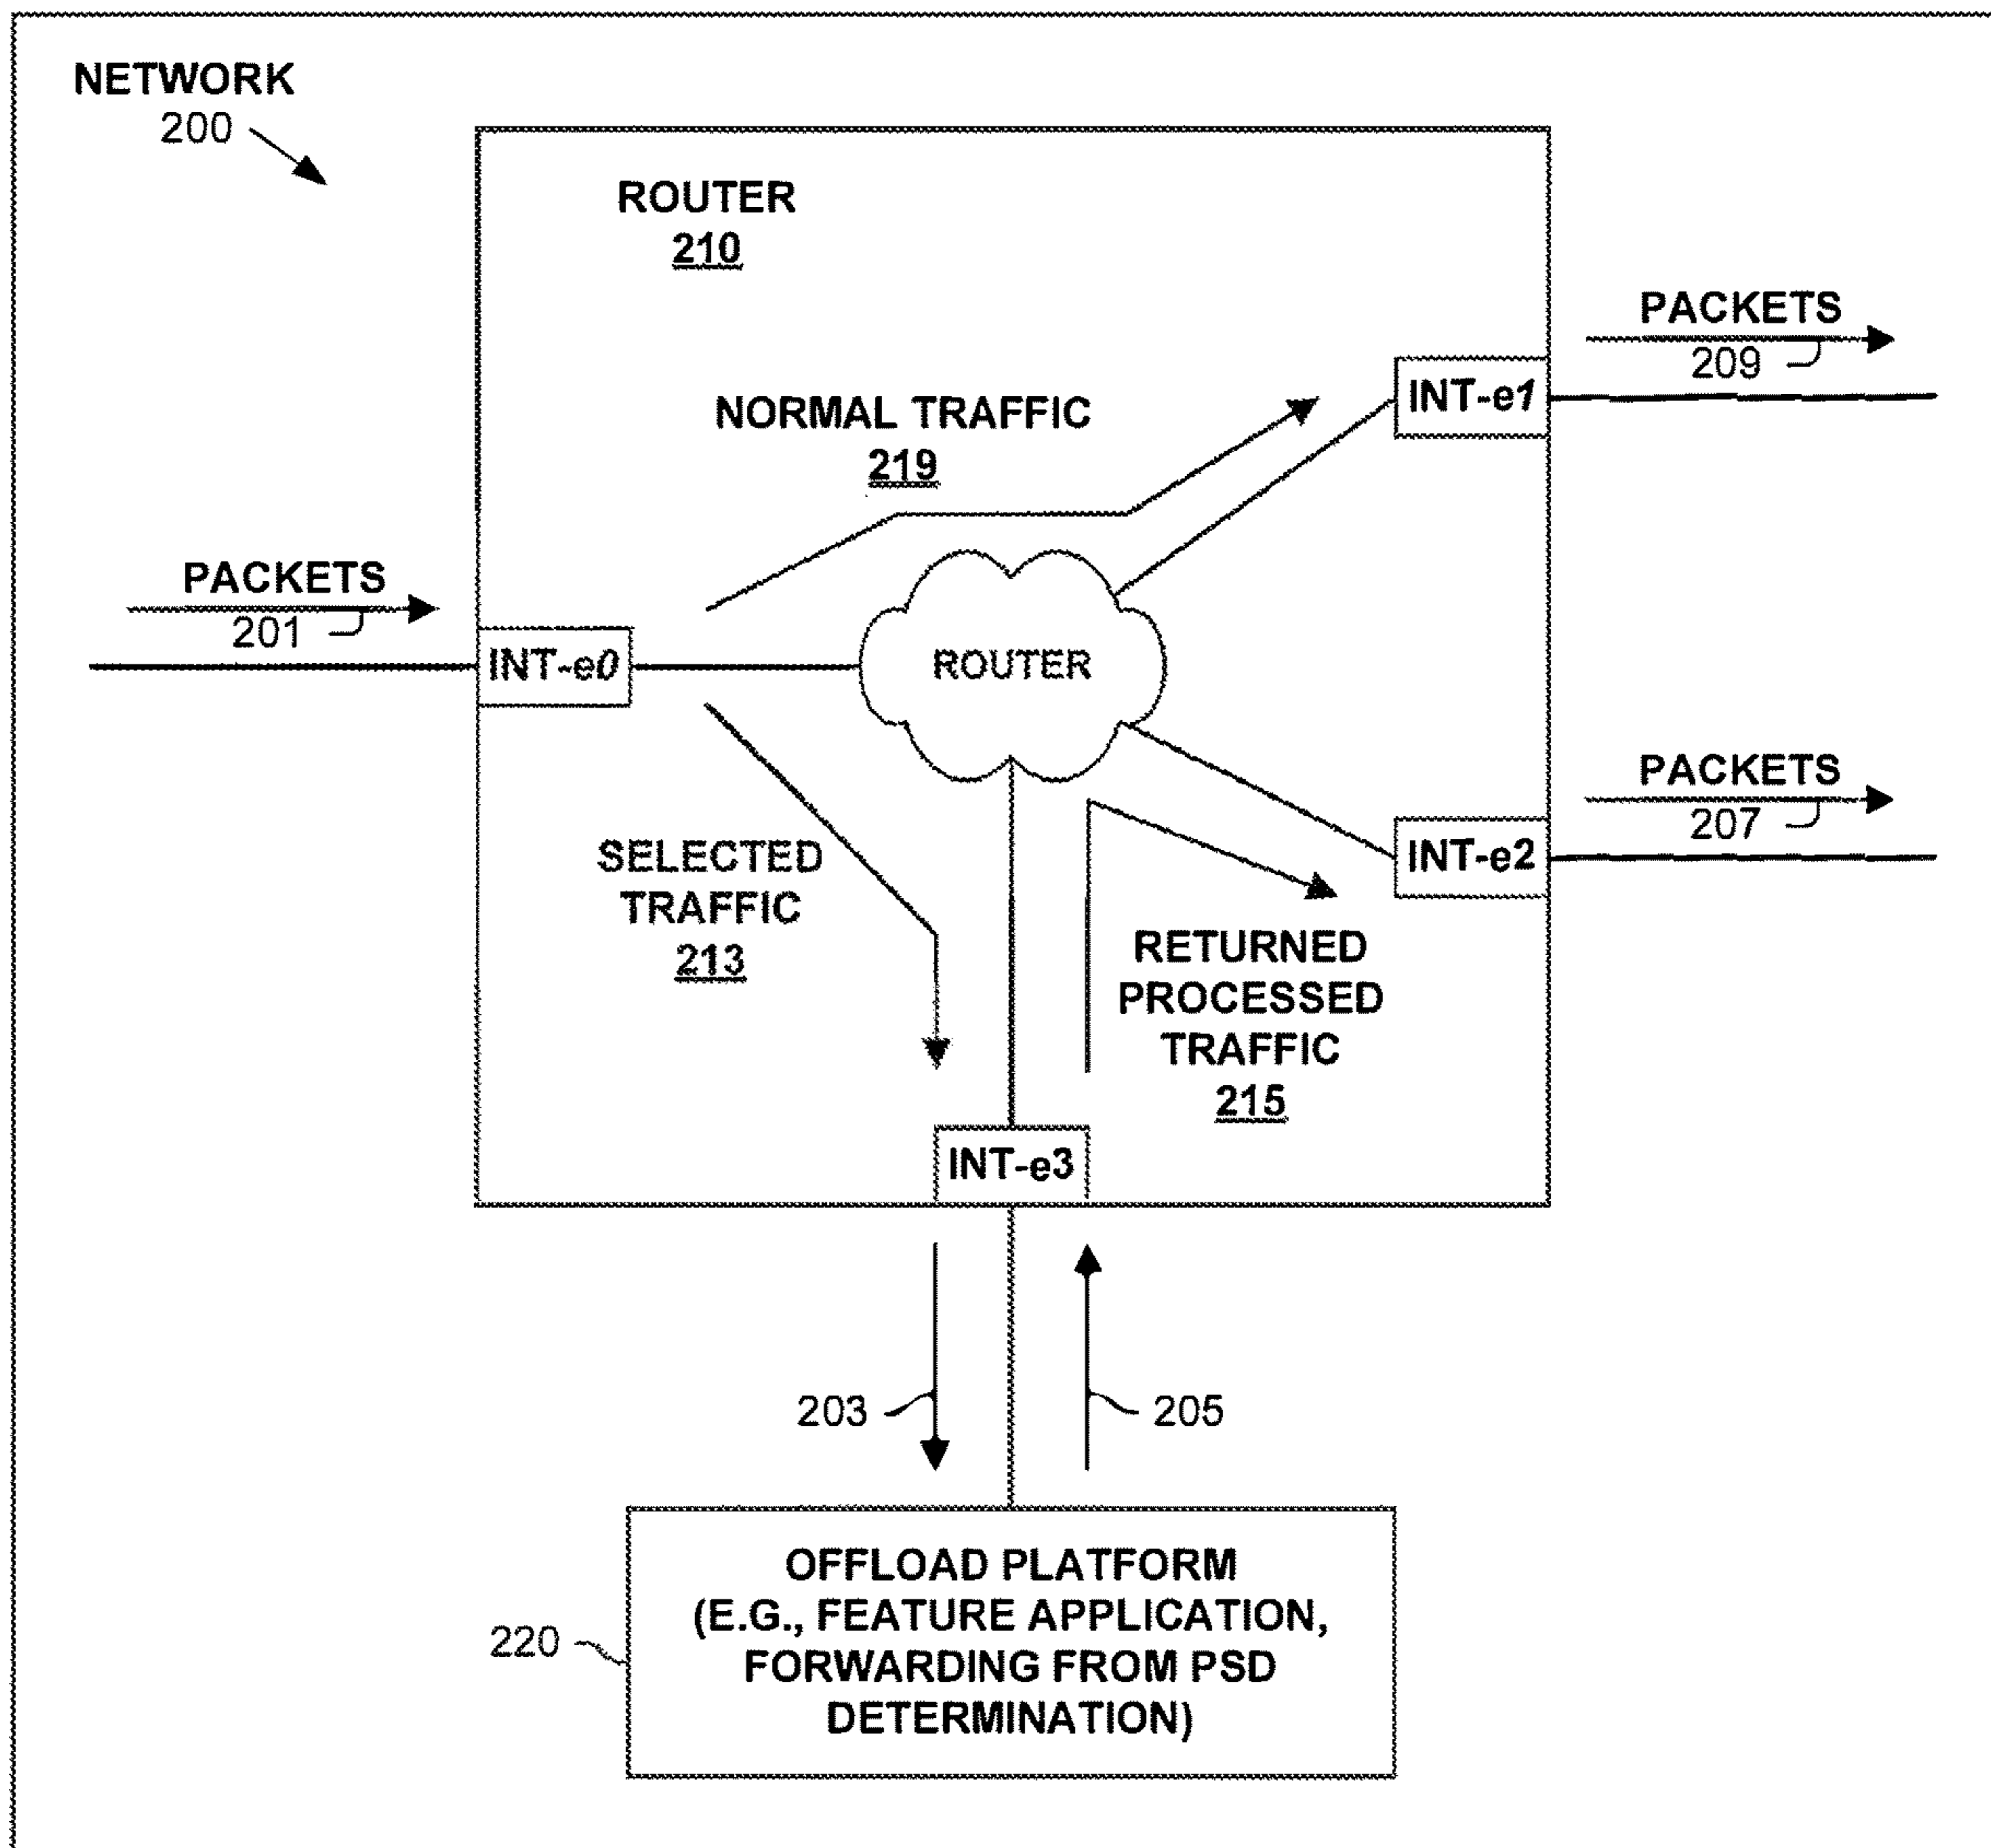 NETWORK
200
ROUTER
210
PACKETS
209
INT-e1
NORMAL TRAFFIC
219
PACKETS
201
INT-e0
ROUTER
PACKETS
207
INT-e2
SELECTED
TRAFFIC
213
RETURNED
PROCESSED
TRAFFIC
215
INT-e3
203
205
OFFLOAD PLATFORM
(E.G., FEATURE APPLICATION,
FORWARDING FROM PSD
DETERMINATION)
220